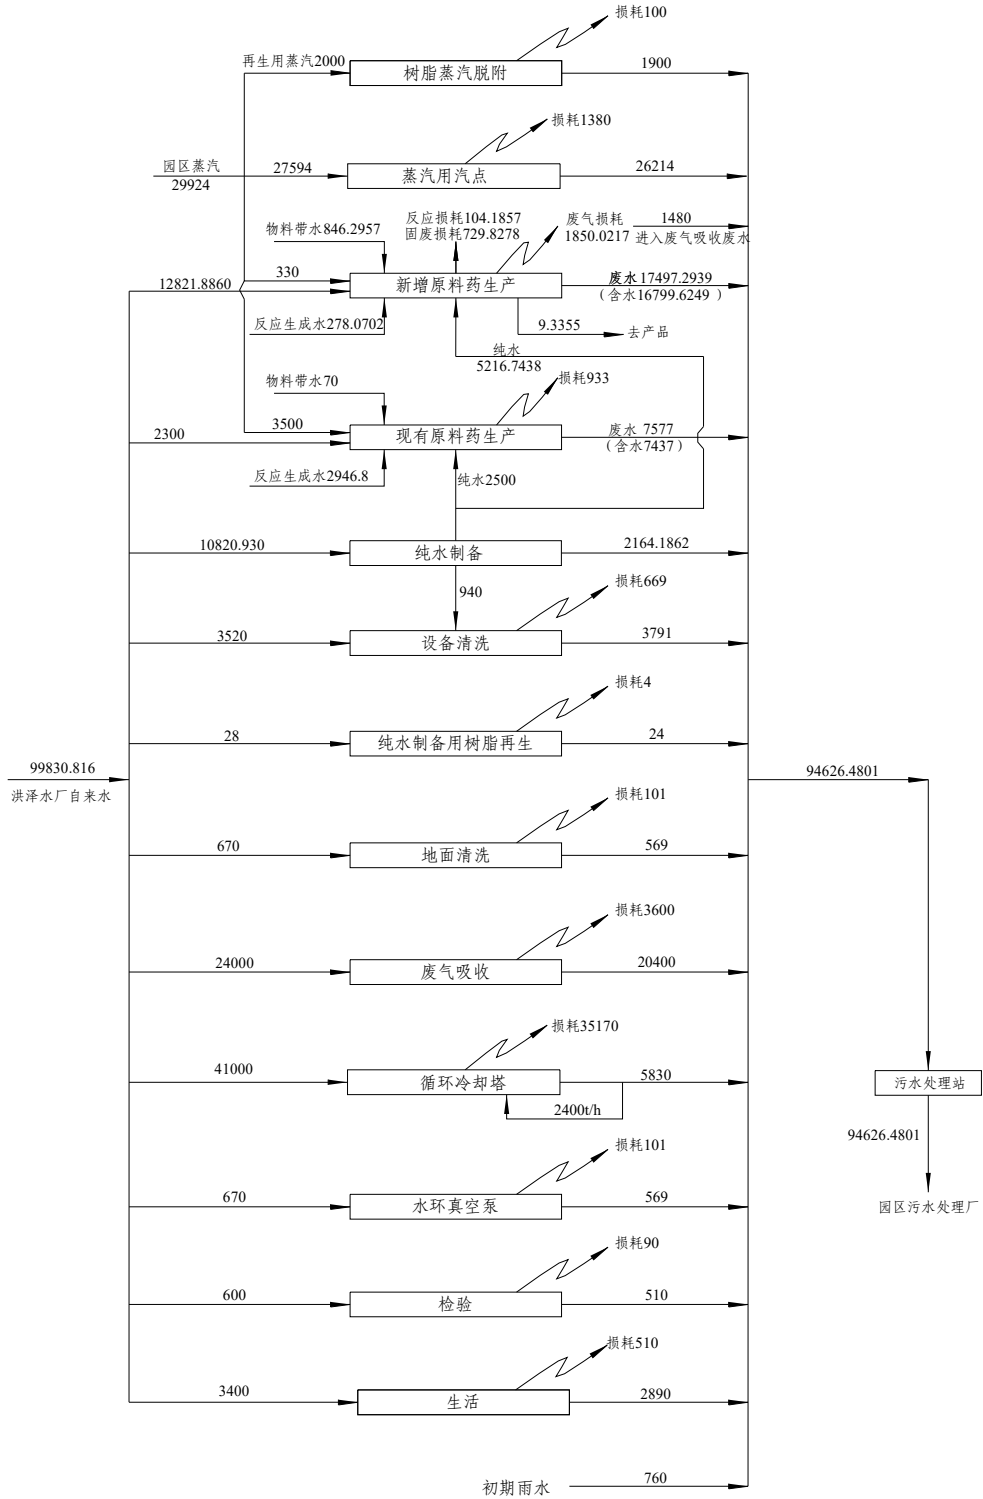 损耗100
再生用蒸汽2000
树脂蒸汽脱附
1900
损耗1380
园区蒸汽
29924
27594
蒸汽用汽点
26214
物料带水846.2957
反应损耗104.1857
固废损耗729.8278
废气损耗
1850.0217
1480
进入废气吸收废水
12821.8860
330
新增原料药生产
废水17497.2939
（含水16799.6249 ）
反应生成水278.0702
9.3355
去产品
纯水
5216.7438
物料带水70
损耗933
2300
3500
现有原料药生产
废水 7577
（含水7437 ）
反应生成水2946.8
纯水2500
10820.930
纯水制备
2164.1862
940
损耗669
3520
设备清洗
3791
损耗4
28
纯水制备用树脂再生
24
99830.816
洪泽水厂自来水
94626.4801
损耗101
670
地面清洗
569
损耗3600
24000
废气吸收
20400
损耗35170
41000
循环冷却塔
5830
2400t/h
污水处理站
94626.4801
园区污水处理厂
损耗101
670
水环真空泵
569
损耗90
600
检验
510
损耗510
3400
生活
2890
初期雨水
760